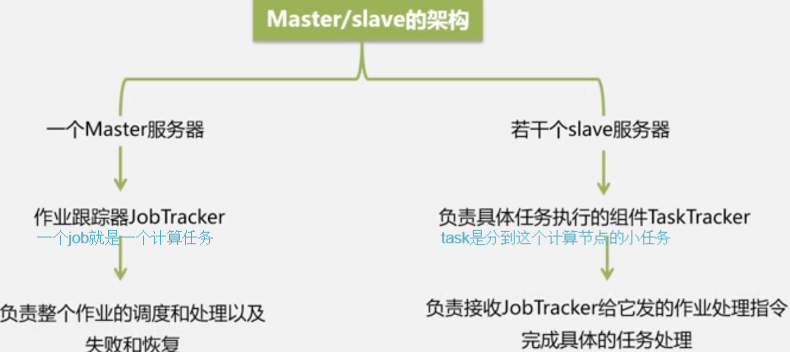 Master/slave的架构
一个Master服务器
若干个slave服务器
作业跟踪器JobTracker
负责具体任务执行的组件TaskTracker
一个job就是一个计算任务
task是分到这个计算节点的小任务
负责整个作业的调度和处理以及
失败和恢复
负责接收JobTracker给它发的作业处理指令
完成具体的任务处理